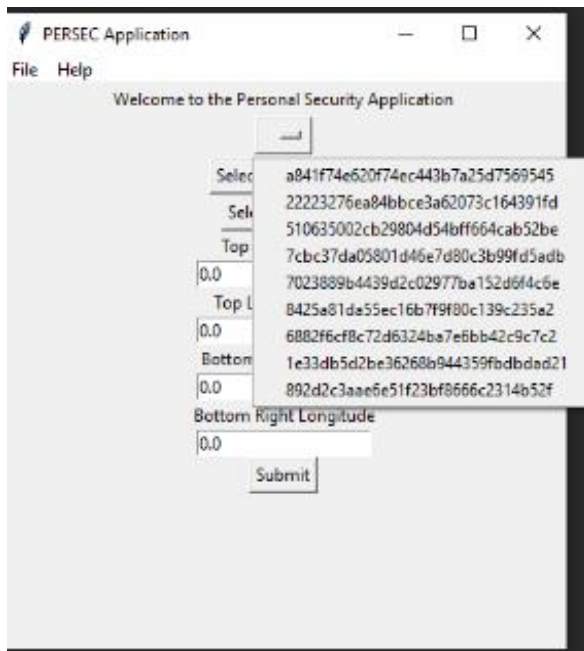 PERSEC Application
File Help
Welcome to the Personal Security Application
Selec
a841f74e620f74ec443b7a25d7569545
22223276ea84bbce3a62073c164391fd
Sel
510635002cb29804d54bff664cab52be
Top
7cbc37da05801d46e7d80c3b99fd5adb
0.0
7023889b4439d2c02977ba152d6f4c6e
Top L
8425a81da55ec16b7f9f80c139c235a2
0.0
6882f6cf8c72d6324ba7e6bb42c9c7c2
Bottom
1e33db5d2be36268b944359fbdbdad21
0.0
892d2c3aae6e51f23bf8666c2314b52f
Bottom Right Longitude
0.0
Submit